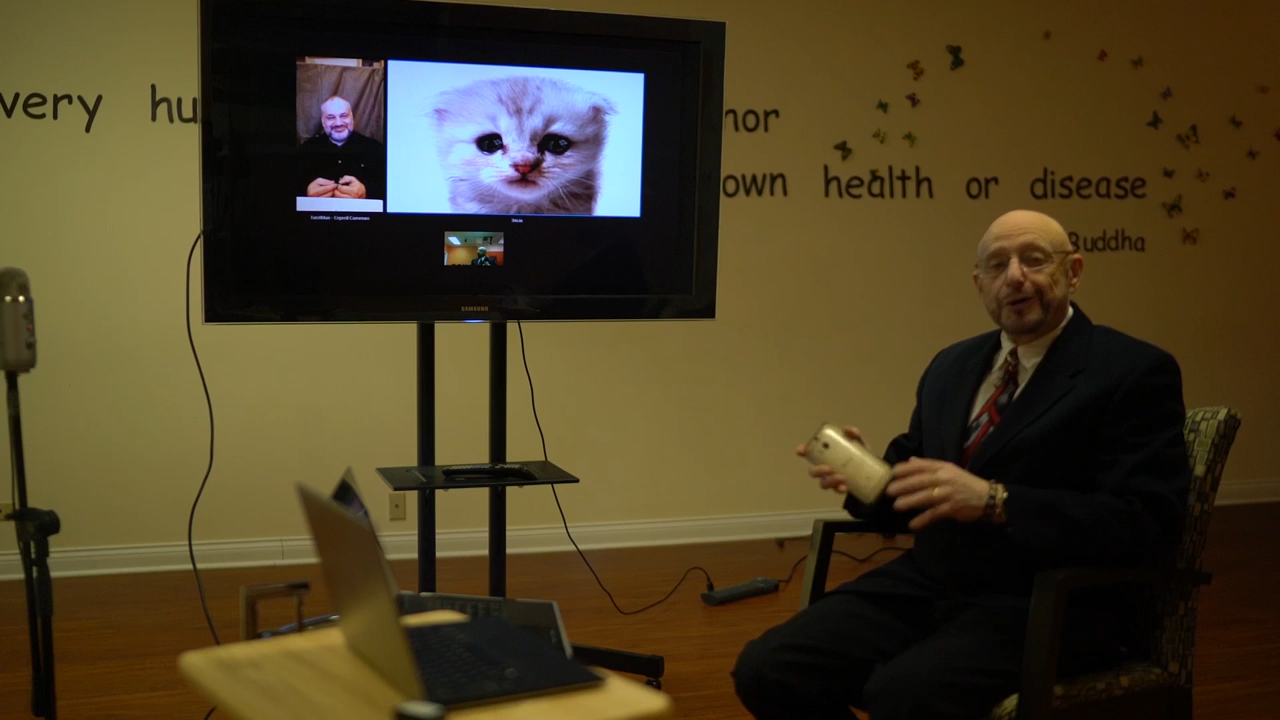 very hu
nor
own health or disease
Buddha
SAMSUNG